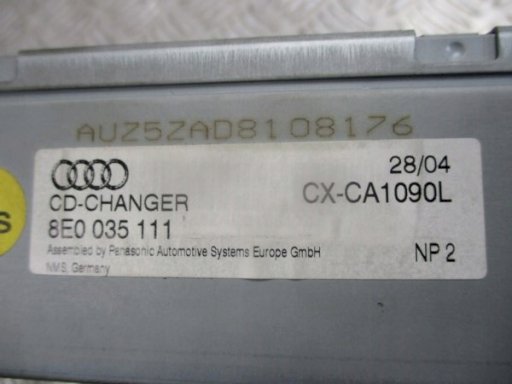 AUZ5ZAD8108176
28/04
CD-CHANGER CX-CA1090L
8E0 035 111
Assembled by Panasonic Automotive Systems Europe GmbH
NMS, Germany NP 2
S